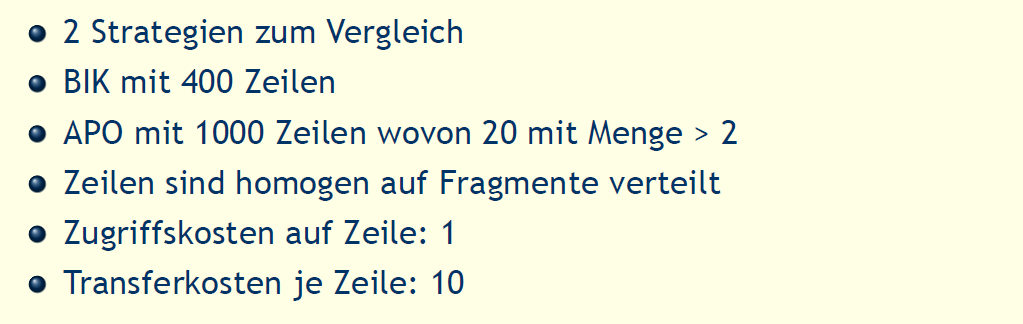 2 Strategien zum Vergleich
BIK mit 400 Zeilen
APO mit 1000 Zeilen wovon 20 mit Menge > 2
Zeilen sind homogen auf Fragmente verteilt
Zugriffskosten auf Zeile: 1
Transferkosten je Zeile: 10